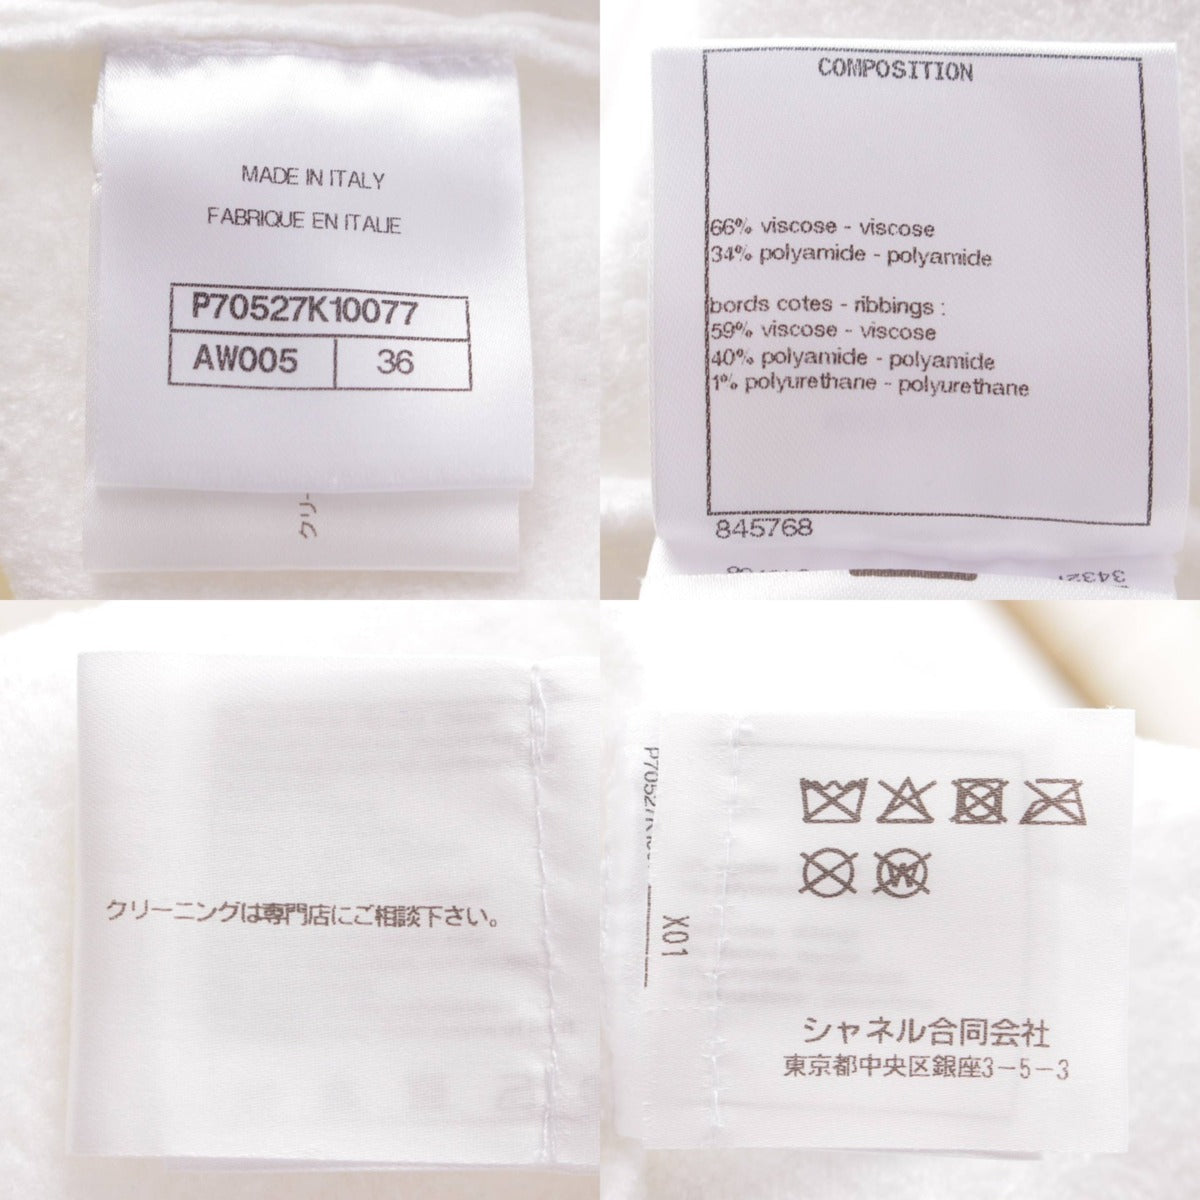 MADE IN ITALY
FABRIQUE EN ITALIE
P70527K10077
AW005 36
クリー
COMPOSITION
66% viscose - viscose
34% polyamide - polyamide
bords cotes - ribbings :
59% viscose - viscose
40% polyamide - polyamide
1% polyurethane - polyurethane
845768
クリーニングは専門店にご相談下さい。
X01
W
シャネル合同会社
東京都中央区銀座3-5-3